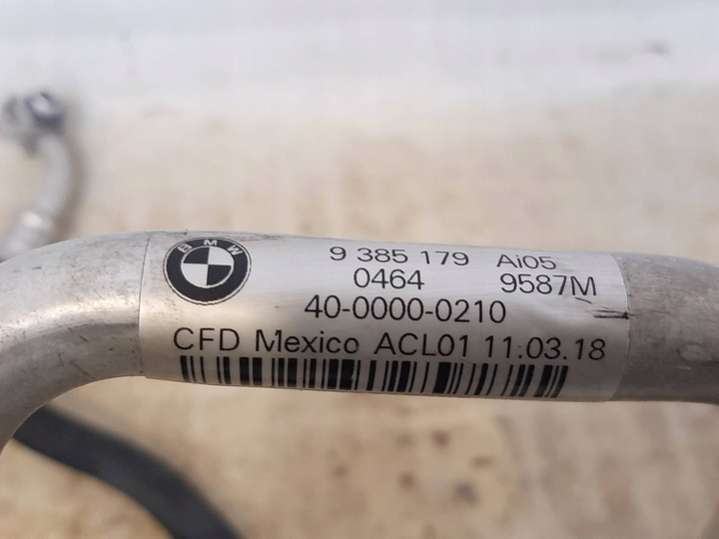 BMW
9 385 179 Ai05
0464 9587M
40-0000-0210
CFD Mexico ACL01 11.03.18